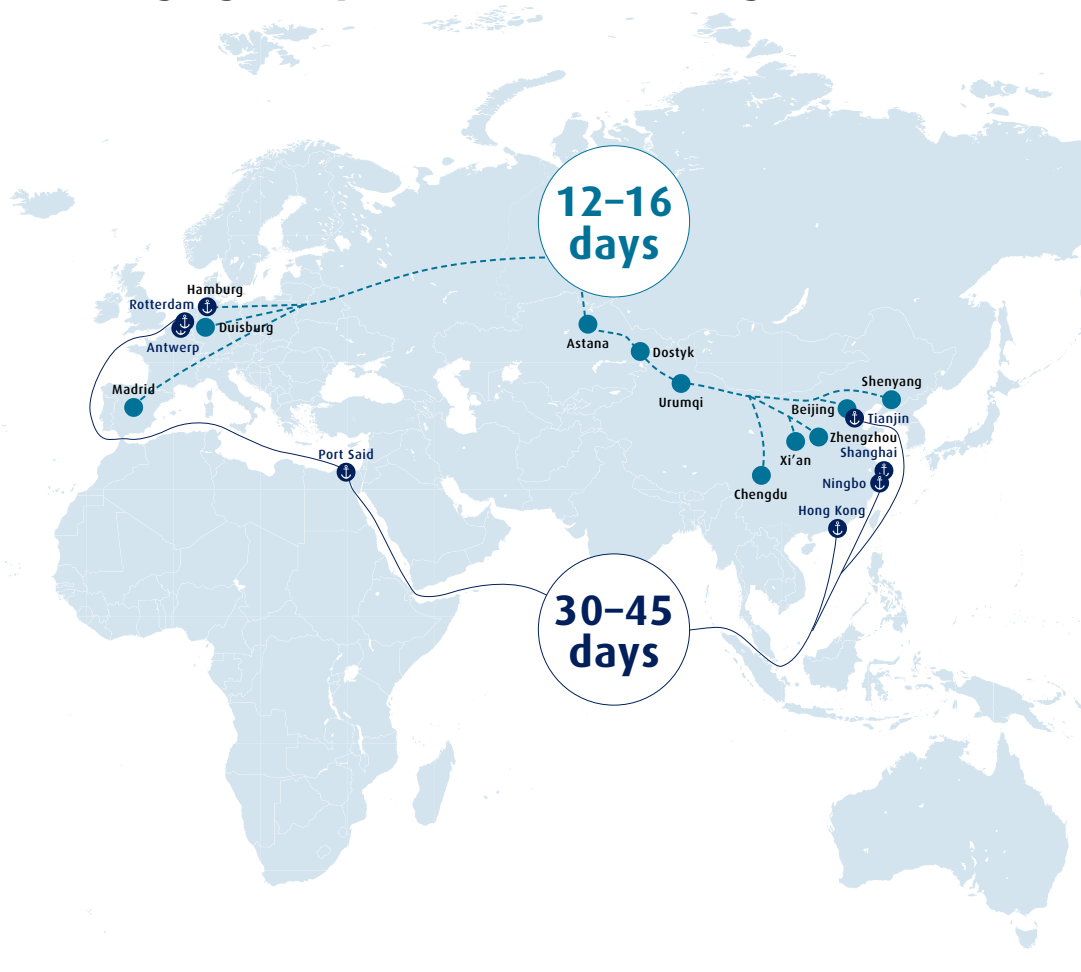 12–16
days
Hamburg
Rotterdam
Duisburg
Antwerp
Astana
Dostyk
Madrid
Urumqi
Shenyang
Beijing
Tianjin
Zhengzhou
Shanghai
Xi’an
Port Said
Ningbo
Chengdu
Hong Kong
30–45
days